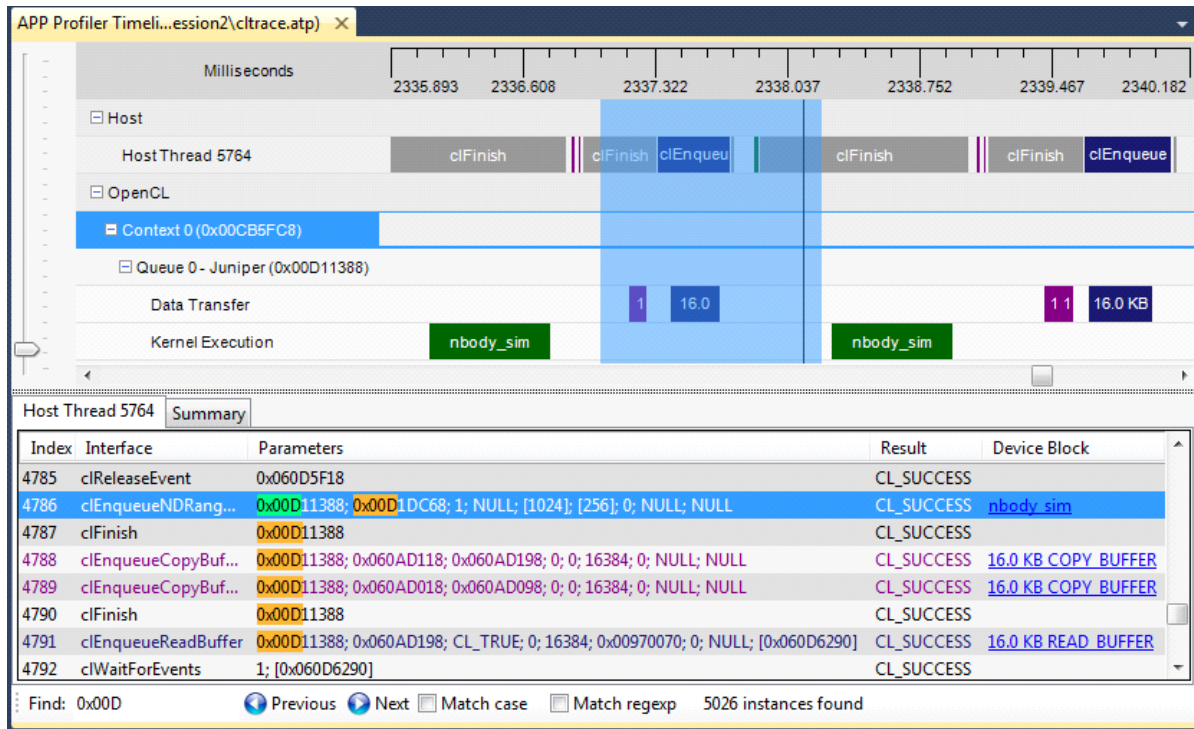 APP Profiler Timeli...ession2\cltrace.atp)
Milliseconds
2335.893 2336.608 2337.322 2338.037 2338.752 2339.467 2340.182
Host
Host Thread 5764 clFinish clFinish clEnqueu clFinish clFinish clEnqueue
OpenCL
Context 0 (0x00CB5FC8)
Queue 0 - Juniper (0x00D11388)
Data Transfer 1 16.0 1 1 16.0 KB
Kernel Execution nbody_sim nbody_sim
Host Thread 5764 Summary
Index Interface Parameters Result Device Block
4785 clReleaseEvent 0x060D5F18 CL_SUCCESS
4786 clEnqueueNDRang... 0x00D11388; 0x00D1DC68; 1; NULL; [1024]; [256]; 0; NULL; NULL CL_SUCCESS nbody_sim
4787 clFinish 0x00D11388 CL_SUCCESS
4788 clEnqueueCopyBuf... 0x00D11388; 0x060AD118; 0x060AD198; 0; 0; 16384; 0; NULL; NULL CL_SUCCESS 16.0 KB COPY_BUFFER
4789 clEnqueueCopyBuf... 0x00D11388; 0x060AD018; 0x060AD098; 0; 0; 16384; 0; NULL; NULL CL_SUCCESS 16.0 KB COPY_BUFFER
4790 clFinish 0x00D11388 CL_SUCCESS
4791 clEnqueueReadBuffer 0x00D11388; 0x060AD198; CL_TRUE; 0; 16384; 0x00970070; 0; NULL; [0x060D6290] CL_SUCCESS 16.0 KB READ_BUFFER
4792 clWaitForEvents 1; [0x060D6290] CL_SUCCESS
Find: 0x00D Previous Next Match case Match regexp 5026 instances found